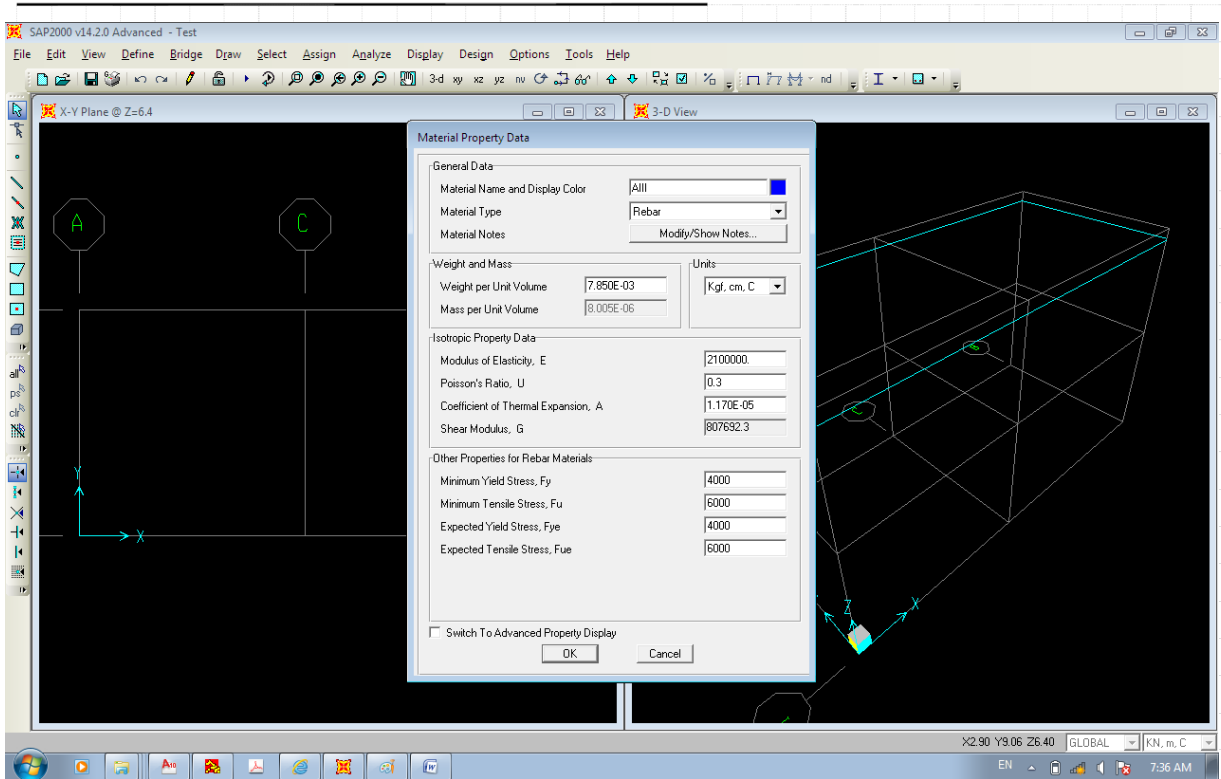 SAP2000 v14.2.0 Advanced - Test
File Edit View Define Bridge Draw Select Assign Analyze Display Design Options Tools Help
3-d xy xz yz nv nd
X-Y Plane @ Z=6.4
3-D View
A
C
Y
X
all
ps
clr
Material Property Data
General Data
Material Name and Display Color AIII
Material Type Rebar
Material Notes Modify/Show Notes...
Weight and Mass
Units
Weight per Unit Volume 7.850E-03 Kgf, cm, C
Mass per Unit Volume 8.005E-06
Isotropic Property Data
Modulus of Elasticity, E 2100000.
Poisson's Ratio, U 0.3
Coefficient of Thermal Expansion, A 1.170E-05
Shear Modulus, G 807692.3
Other Properties for Rebar Materials
Minimum Yield Stress, Fy 4000
Minimum Tensile Stress, Fu 6000
Expected Yield Stress, Fye 4000
Expected Tensile Stress, Fue 6000
Switch To Advanced Property Display
OK Cancel
Z
X
X2.90 Y9.06 Z6.40 GLOBAL KN, m, C
EN 7:36 AM